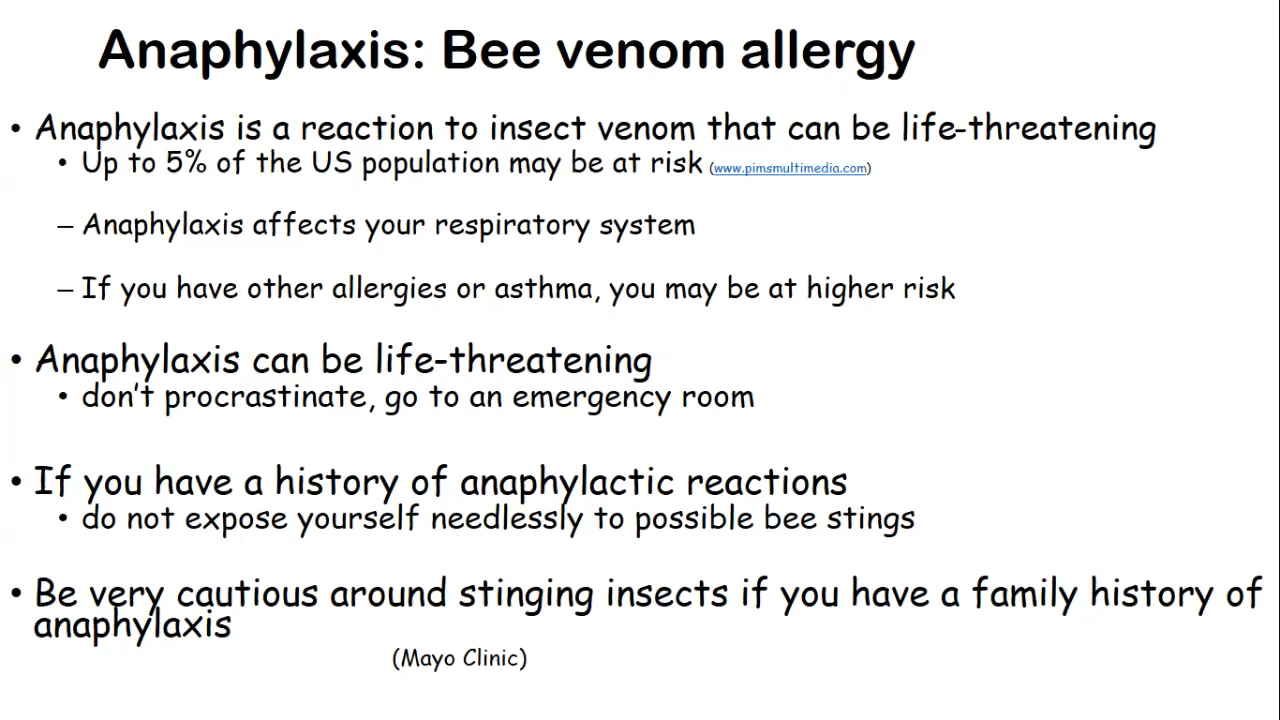 Anaphylaxis: Bee venom allergy
• Anaphylaxis is a reaction to insect venom that can be life-threatening
• Up to 5% of the US population may be at risk (www.pimsmultimedia.com)
– Anaphylaxis affects your respiratory system
– If you have other allergies or asthma, you may be at higher risk
• Anaphylaxis can be life-threatening
• don't procrastinate, go to an emergency room
• If you have a history of anaphylactic reactions
• do not expose yourself needlessly to possible bee stings
• Be very cautious around stinging insects if you have a family history of
anaphylaxis
(Mayo Clinic)